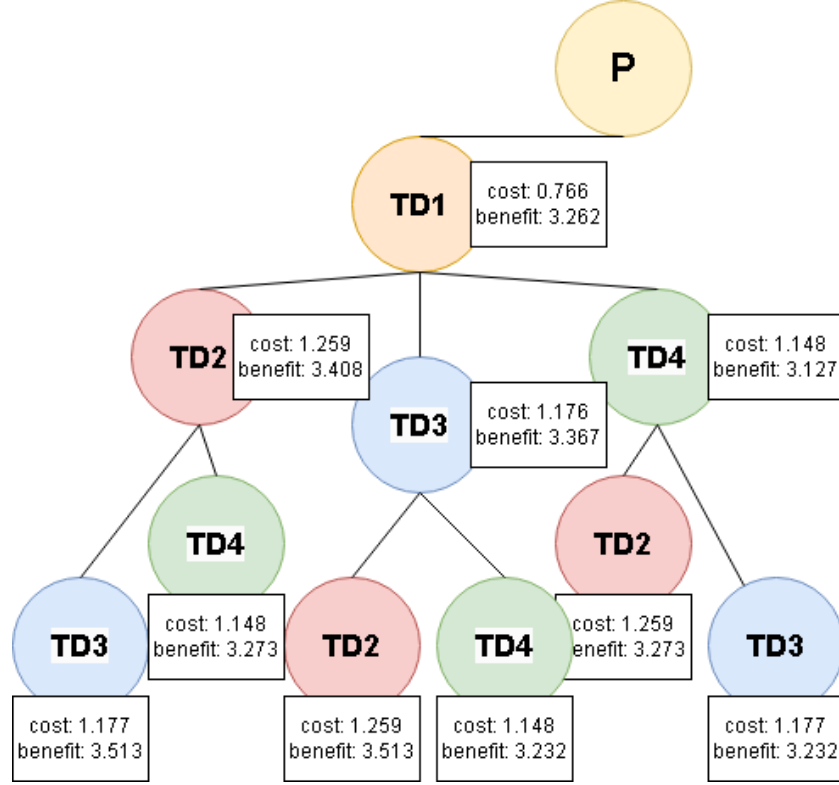 P
TD1
cost: 0.766
benefit: 3.262
TD2
cost: 1.259
benefit: 3.408
TD4
cost: 1.148
benefit: 3.127
TD3
cost: 1.176
benefit: 3.367
TD4
cost: 1.148
benefit: 3.273
TD2
cost: 1.259
benefit: 3.273
TD3
cost: 1.177
benefit: 3.513
TD2
cost: 1.259
benefit: 3.513
TD4
cost: 1.148
benefit: 3.232
TD3
cost: 1.177
benefit: 3.232